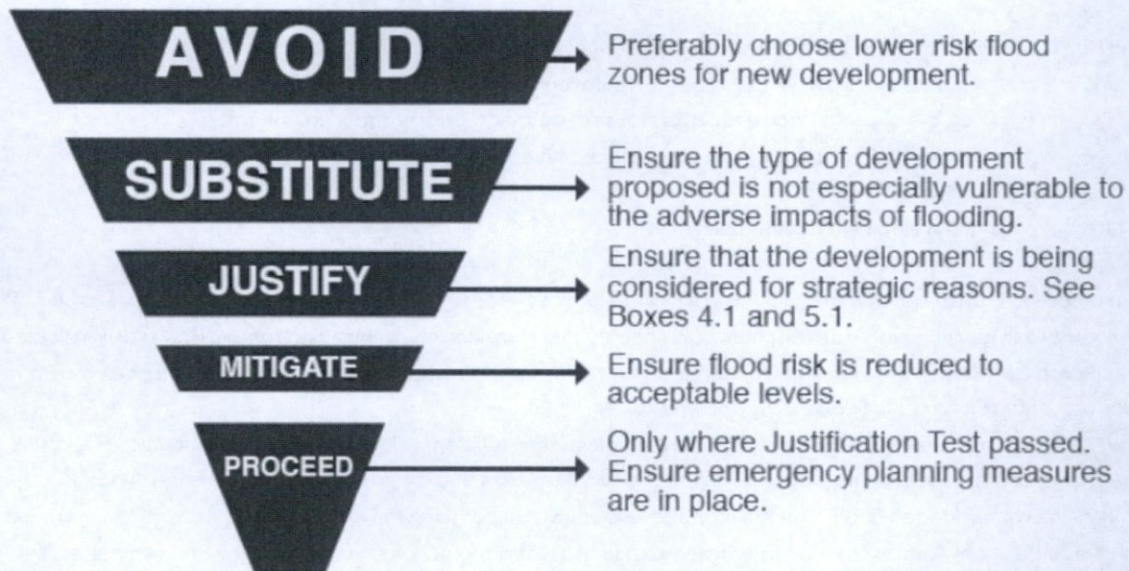 AVOID
Preferably choose lower risk flood
zones for new development.
SUBSTITUTE
Ensure the type of development
proposed is not especially vulnerable to
the adverse impacts of flooding.
JUSTIFY
Ensure that the development is being
considered for strategic reasons. See
Boxes 4.1 and 5.1.
MITIGATE
Ensure flood risk is reduced to
acceptable levels.
PROCEED
Only where Justification Test passed.
Ensure emergency planning measures
are in place.